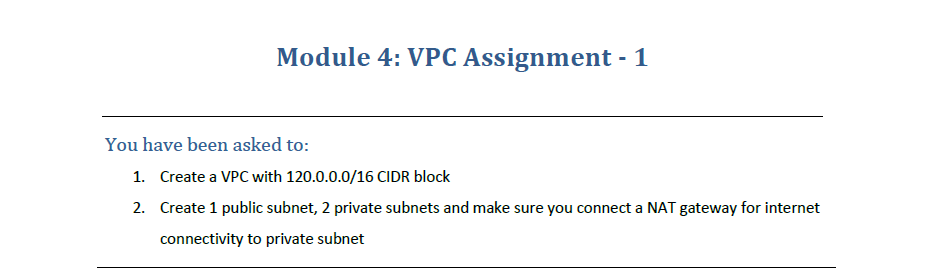 Module 4: VPC Assignment - 1
You have been asked to:
1. Create a VPC with 120.0.0.0/16 CIDR block
2. Create 1 public subnet, 2 private subnets and make sure you connect a NAT gateway for internet
connectivity to private subnet